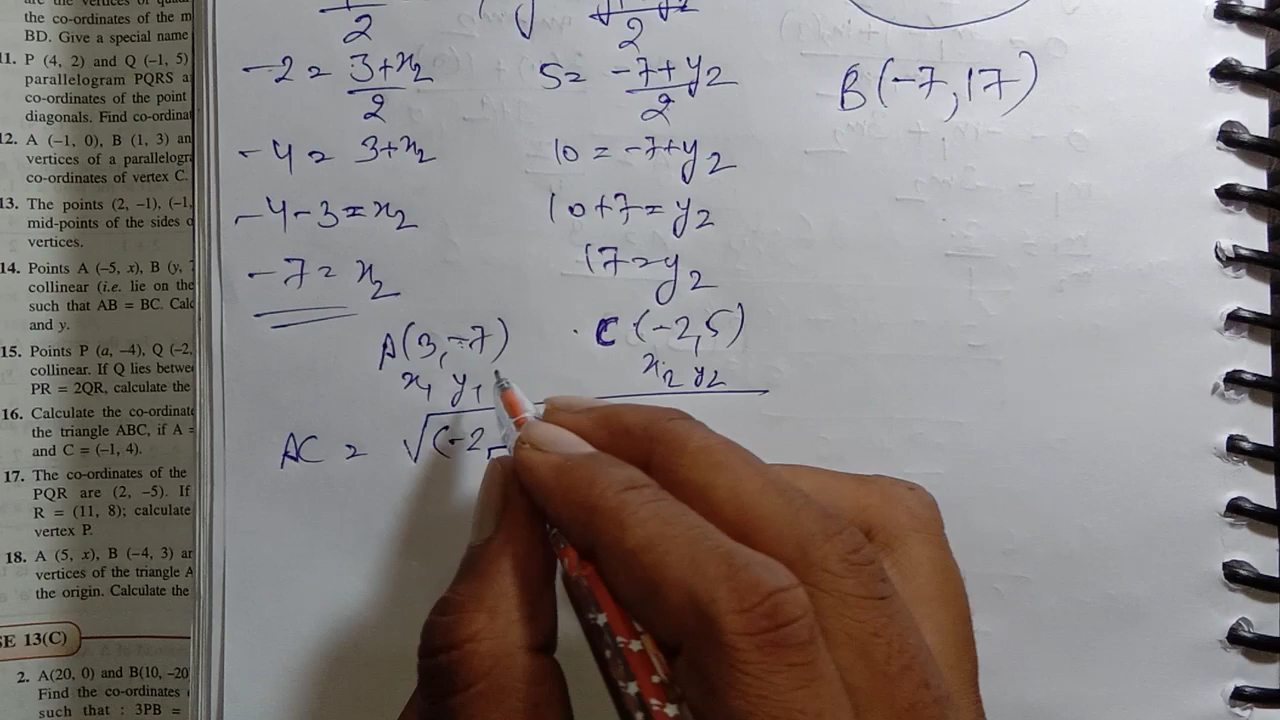 the co-ordinates of the m
BD. Give a special name
11. P (4, 2) and Q (–1, 5)
parallelogram PQRS a
co-ordinates of the point
diagonals. Find co-ordinat
12. A (–1, 0), B (1, 3) an
vertices of a parallelogra
co-ordinates of vertex C.
13. The points (2, –1), (–1,
mid-points of the sides o
vertices.
14. Points A (–5, x), B (y,
collinear (i.e. lie on the
such that AB = BC. Calc
and y.
15. Points P (a, –4), Q (–2,
collinear. If Q lies betwe
PR = 2QR, calculate the
16. Calculate the co-ordinate
the triangle ABC, if A =
and C = (–1, 4).
17. The co-ordinates of the
PQR are (2, –5). If
R = (11, 8); calculate
vertex P.
18. A (5, x), B (–4, 3) an
vertices of the triangle A
the origin. Calculate the
SE 13(C)
2. A(20, 0) and B(10, –20
Find the co-ordinates
such that : 3PB =
2 2
-2 = 3+x2/2 5 = -7+y2/2 B(-7,17)
-4 = 3+x2 10 = -7+y2
-4-3 = x2 10+7 = y2
-7 = x2 17 = y2
A(3,-7) C(-2,5)
x1 y1 x2 y2
AC = √(-2-